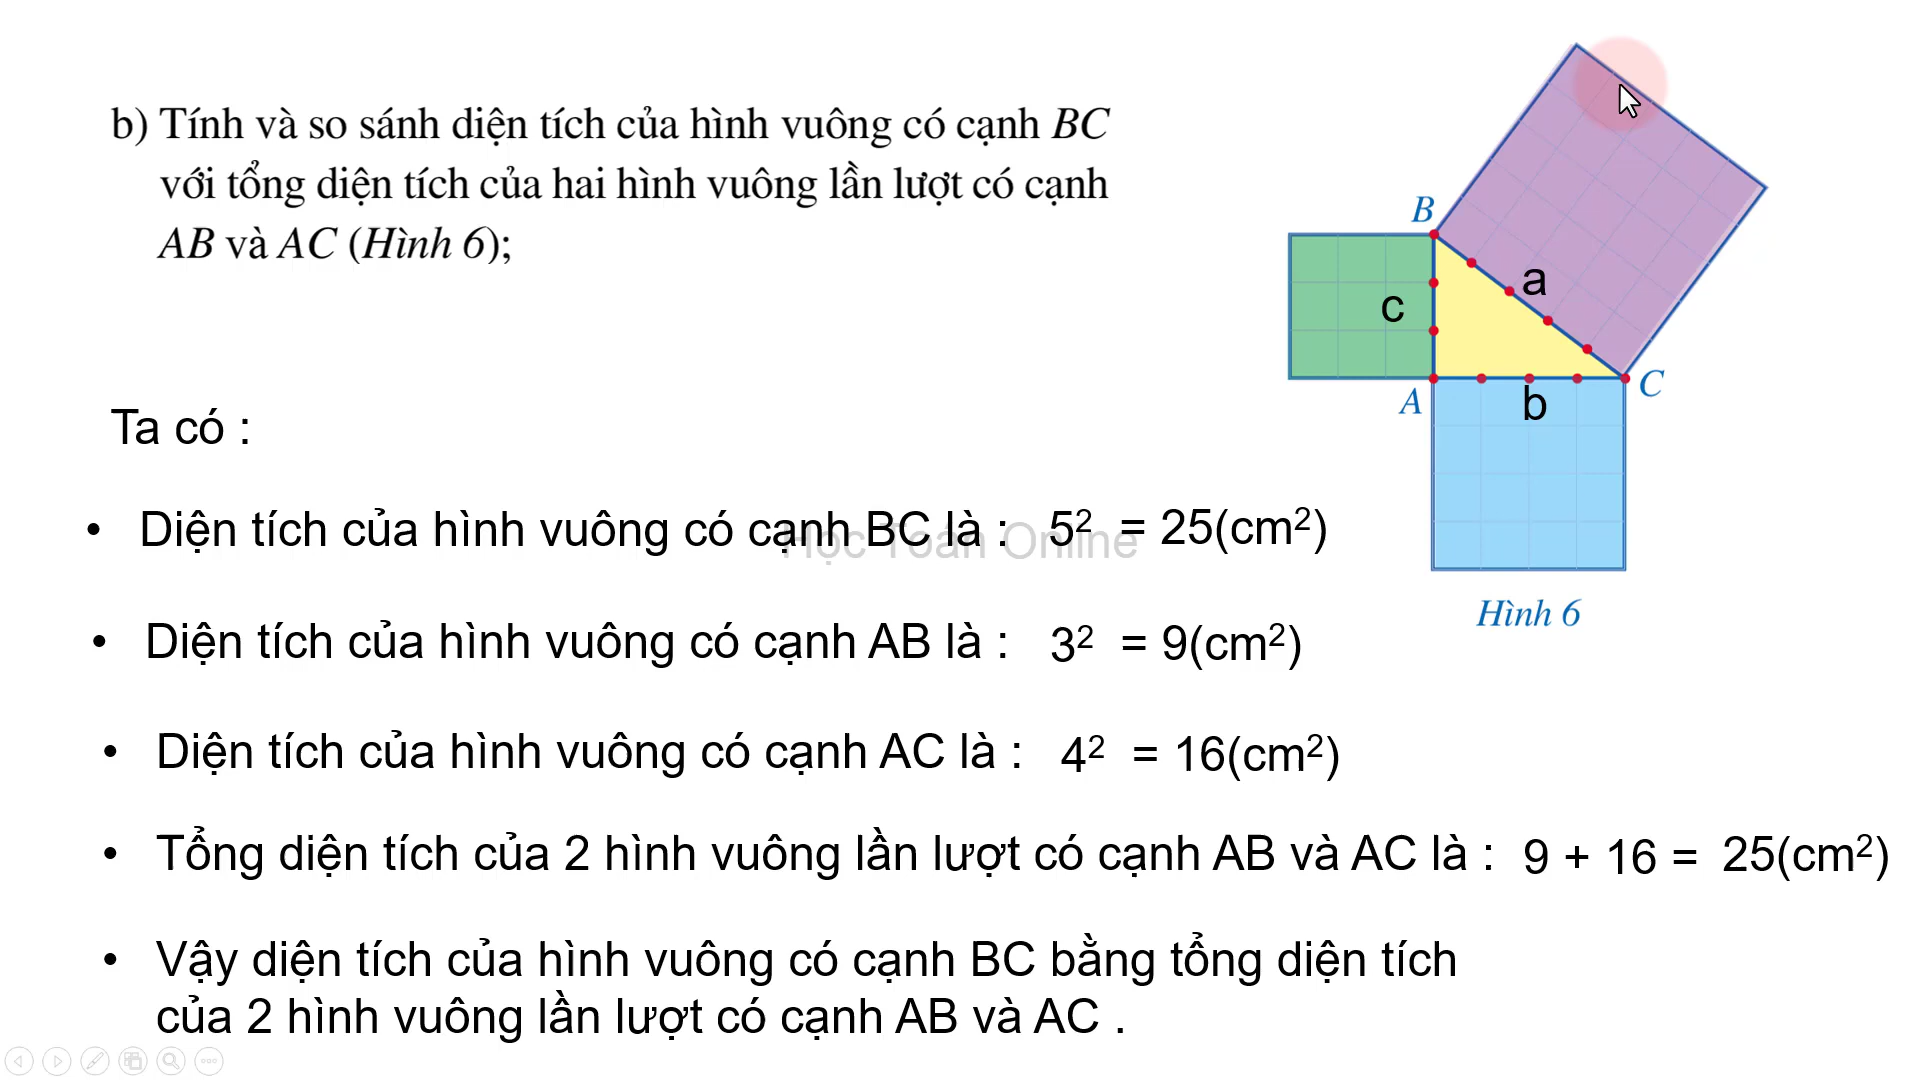 b) Tính và so sánh diện tích của hình vuông có cạnh BC
với tổng diện tích của hai hình vuông lần lượt có cạnh
AB và AC (Hình 6);
B
a
c
A
b
C
Hình 6
Ta có :
• Diện tích của hình vuông có cạnh BC là : 5² = 25(cm²)
Học Toán Online
• Diện tích của hình vuông có cạnh AB là : 3² = 9(cm²)
• Diện tích của hình vuông có cạnh AC là : 4² = 16(cm²)
• Tổng diện tích của 2 hình vuông lần lượt có cạnh AB và AC là : 9 + 16 = 25(cm²)
• Vậy diện tích của hình vuông có cạnh BC bằng tổng diện tích
của 2 hình vuông lần lượt có cạnh AB và AC .